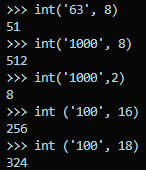 >>> int('63', 8)
51
>>> int('1000', 8)
512
>>> int('1000',2)
8
>>> int ('100', 16)
256
>>> int ('100', 18)
324